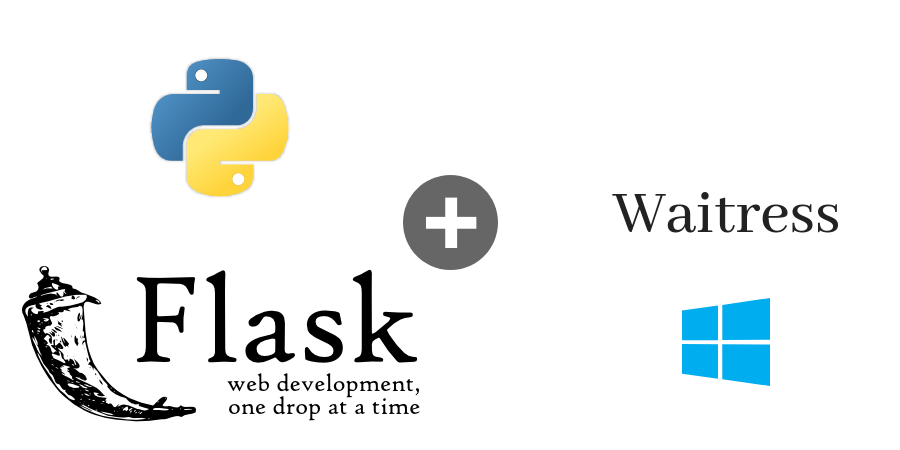 Waitress
Flask
web development,
one drop at a time